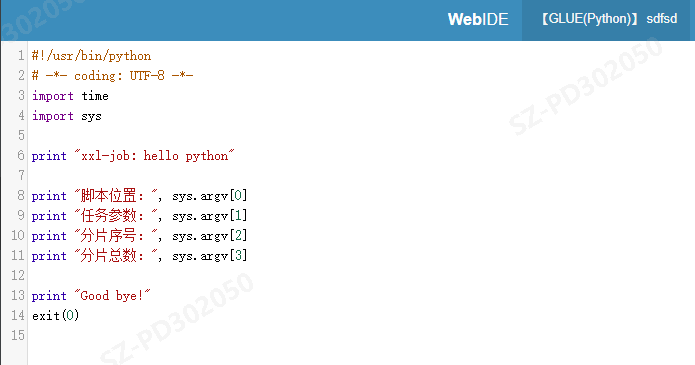 WebIDE 【GLUE(Python)】 sdfsd
1 #!/usr/bin/python
2 # -*- coding: UTF-8 -*-
3 import time
4 import sys
5
6 print "xxl-job: hello python"
7
8 print "脚本位置：", sys.argv[0]
9 print "任务参数：", sys.argv[1]
10 print "分片序号：", sys.argv[2]
11 print "分片总数：", sys.argv[3]
12
13 print "Good bye!"
14 exit(0)
15
SZ-PD302050
SZ-PD302050
302050